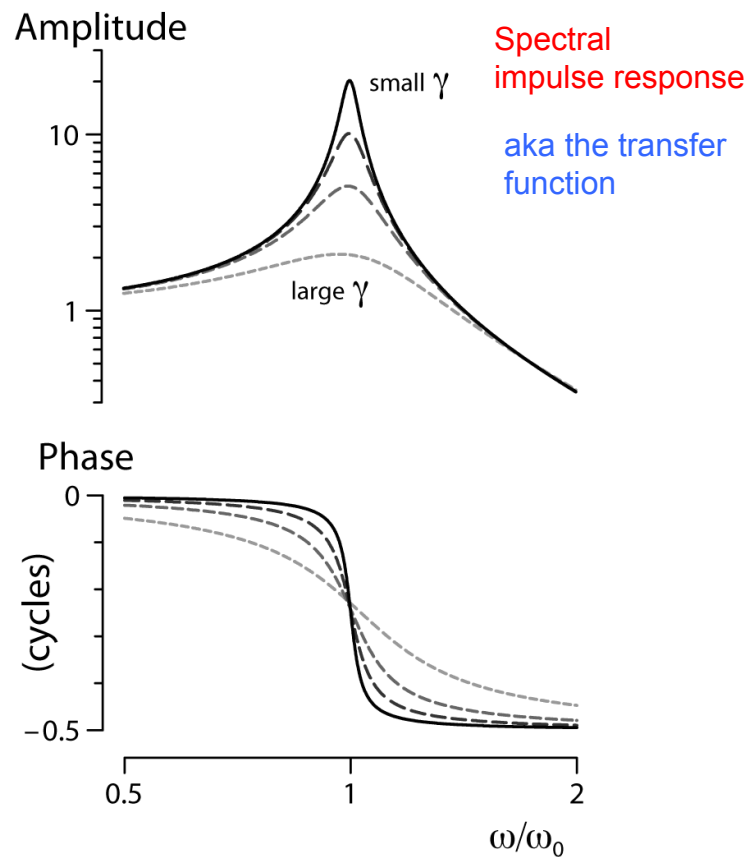 Amplitude
Spectral
impulse response
small γ
10
aka the transfer
function
large γ
1
Phase
0
(cycles)
−0.5
0.5
1
2
ω/ω₀